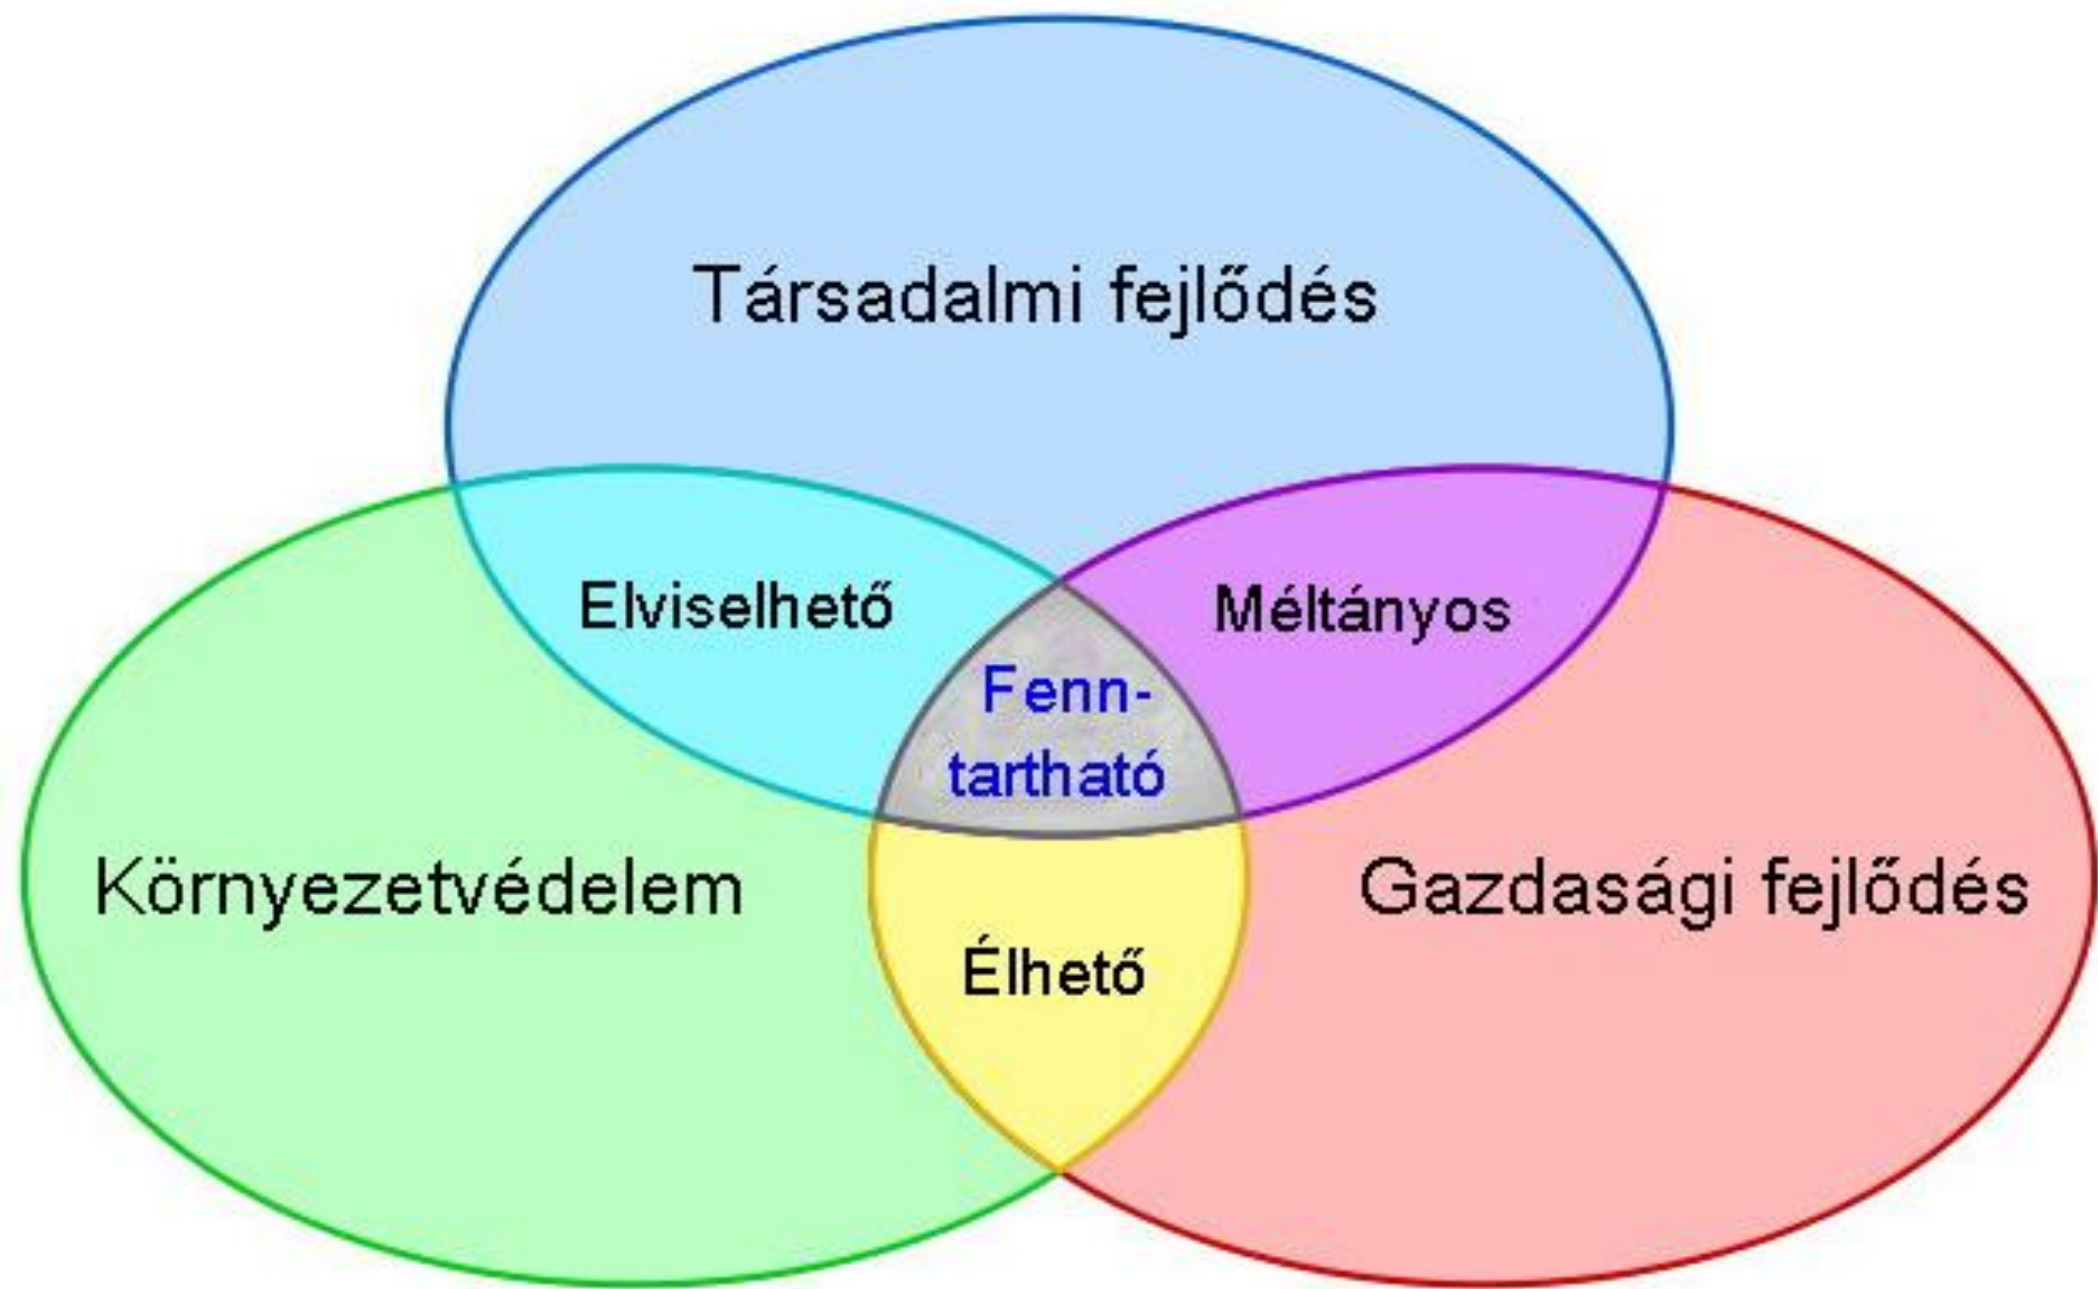 Társadalmi fejlődés
Elviselhető
Méltányos
Fenn-
tartható
Környezetvédelem
Gazdasági fejlődés
Élhető